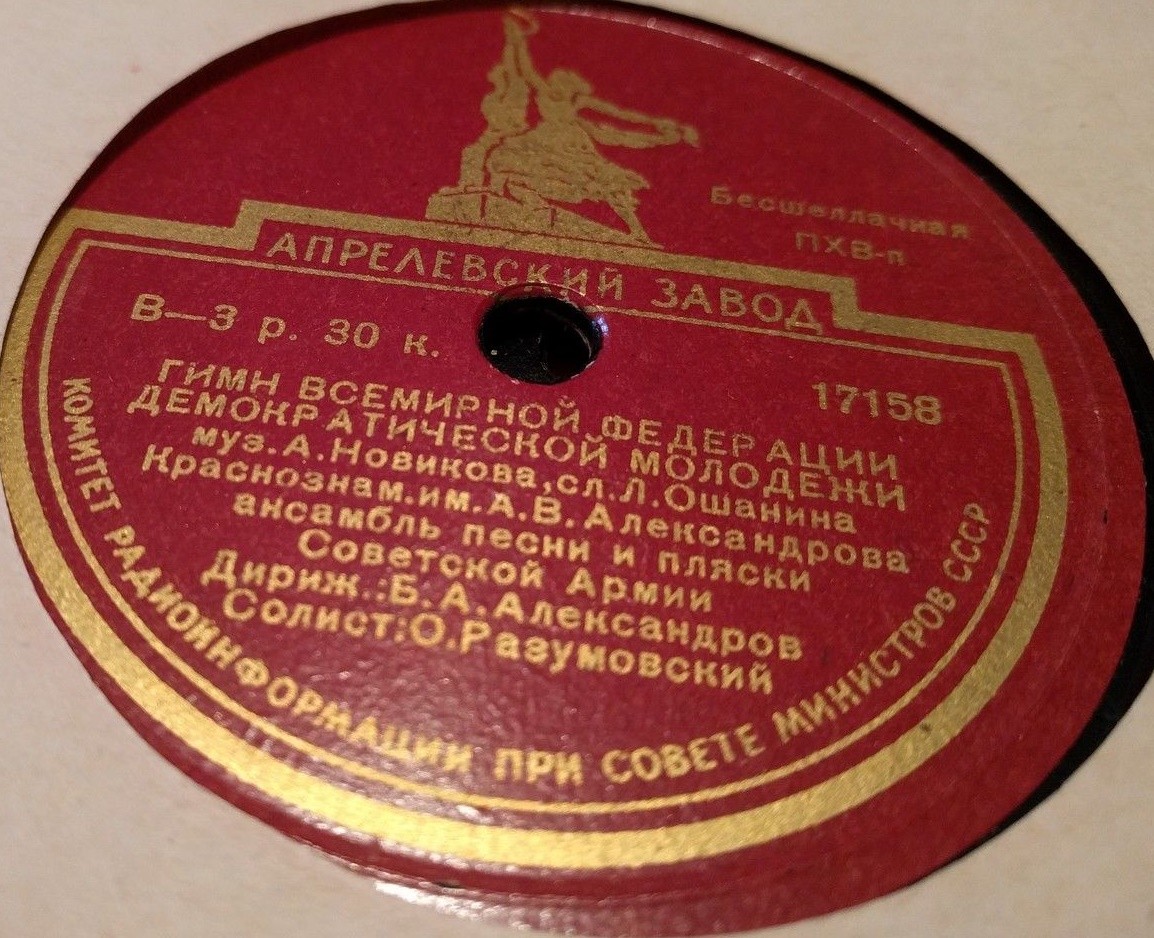 Бесшеллачная
ПХВ-п
АПРЕЛЕВСКИЙ ЗАВОД
В—3 р. 30 к.
17158
ГИМН ВСЕМИРНОЙ ФЕДЕРАЦИИ
ДЕМОКРАТИЧЕСКОЙ МОЛОДЕЖИ
муз.А.Новикова,сл.Л.Ошанина
Краснознам.им.А.В.Александрова
ансамбль песни и пляски
Советской Армии
Дириж.:Б.А.Александров
Солист:О.Разумовский
КОМИТЕТ РАДИОИНФОРМАЦИИ ПРИ СОВЕТЕ МИНИСТРОВ СССР